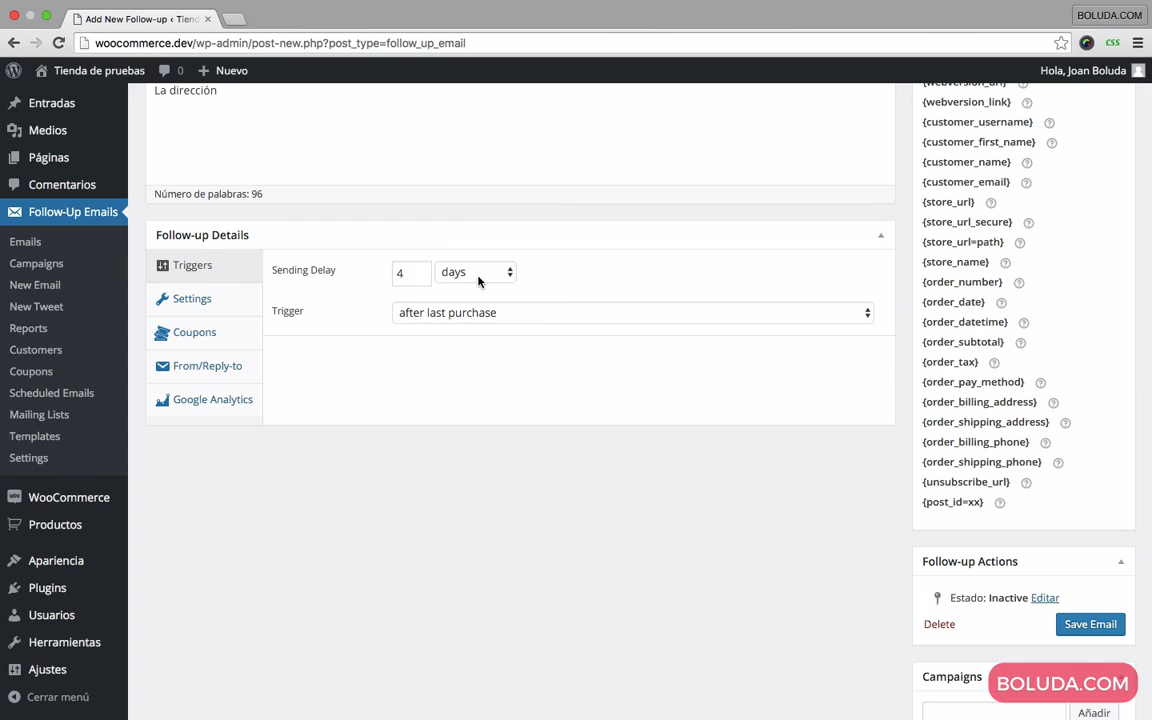 Add New Follow-up ‹ Tiend
BOLUDA.COM
woocommerce.dev/wp-admin/post-new.php?post_type=follow_up_email
css
Tienda de pruebas
0
Nuevo
Hola, Joan Boluda
Entradas
Medios
Páginas
Comentarios
Follow-Up Emails
Emails
Campaigns
New Email
New Tweet
Reports
Customers
Coupons
Scheduled Emails
Mailing Lists
Templates
Settings
WooCommerce
Productos
Apariencia
Plugins
Usuarios
Herramientas
Ajustes
Cerrar menú
La dirección
Número de palabras: 96
Follow-up Details
Triggers
Settings
Coupons
From/Reply-to
Google Analytics
Sending Delay
4
days
Trigger
after last purchase
{webversion_url}
{webversion_link}
{customer_username}
{customer_first_name}
{customer_name}
{customer_email}
{store_url}
{store_url_secure}
{store_url=path}
{store_name}
{order_number}
{order_date}
{order_datetime}
{order_subtotal}
{order_tax}
{order_pay_method}
{order_billing_address}
{order_shipping_address}
{order_billing_phone}
{order_shipping_phone}
{unsubscribe_url}
{post_id=xx}
Follow-up Actions
Estado: Inactive Editar
Delete
Save Email
Campaigns
BOLUDA.COM
Añadir